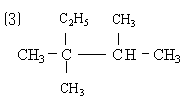 (3) C₂H₅ CH₃
CH₃—C—CH—CH₃
CH₃